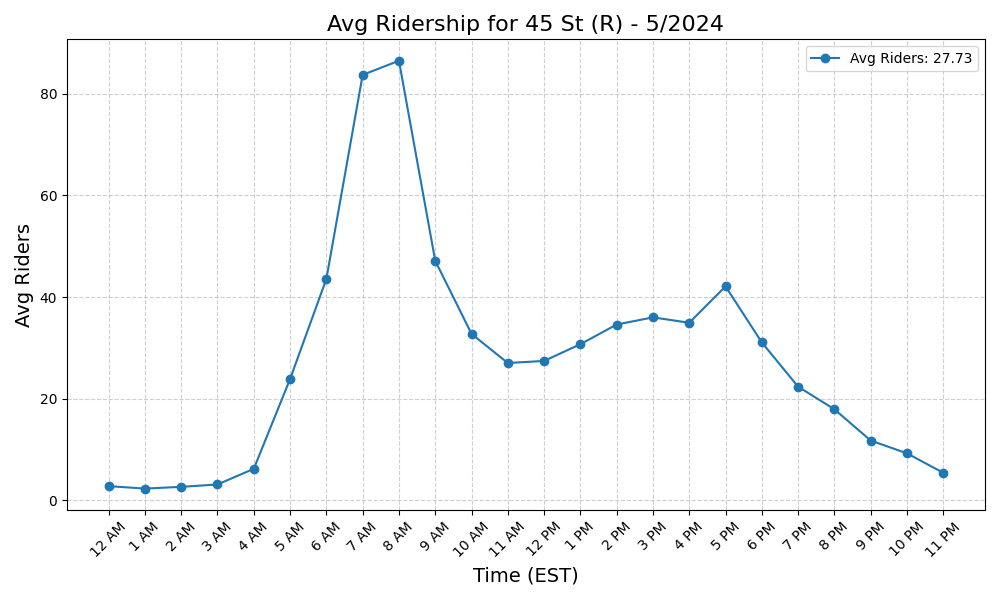 Avg Ridership for 45 St (R) - 5/2024
Avg Riders: 27.73
Avg Riders
80
60
40
20
0
12 AM
1 AM
2 AM
3 AM
4 AM
5 AM
6 AM
7 AM
8 AM
9 AM
10 AM
11 AM
12 PM
1 PM
2 PM
3 PM
4 PM
5 PM
6 PM
7 PM
8 PM
9 PM
10 PM
11 PM
Time (EST)